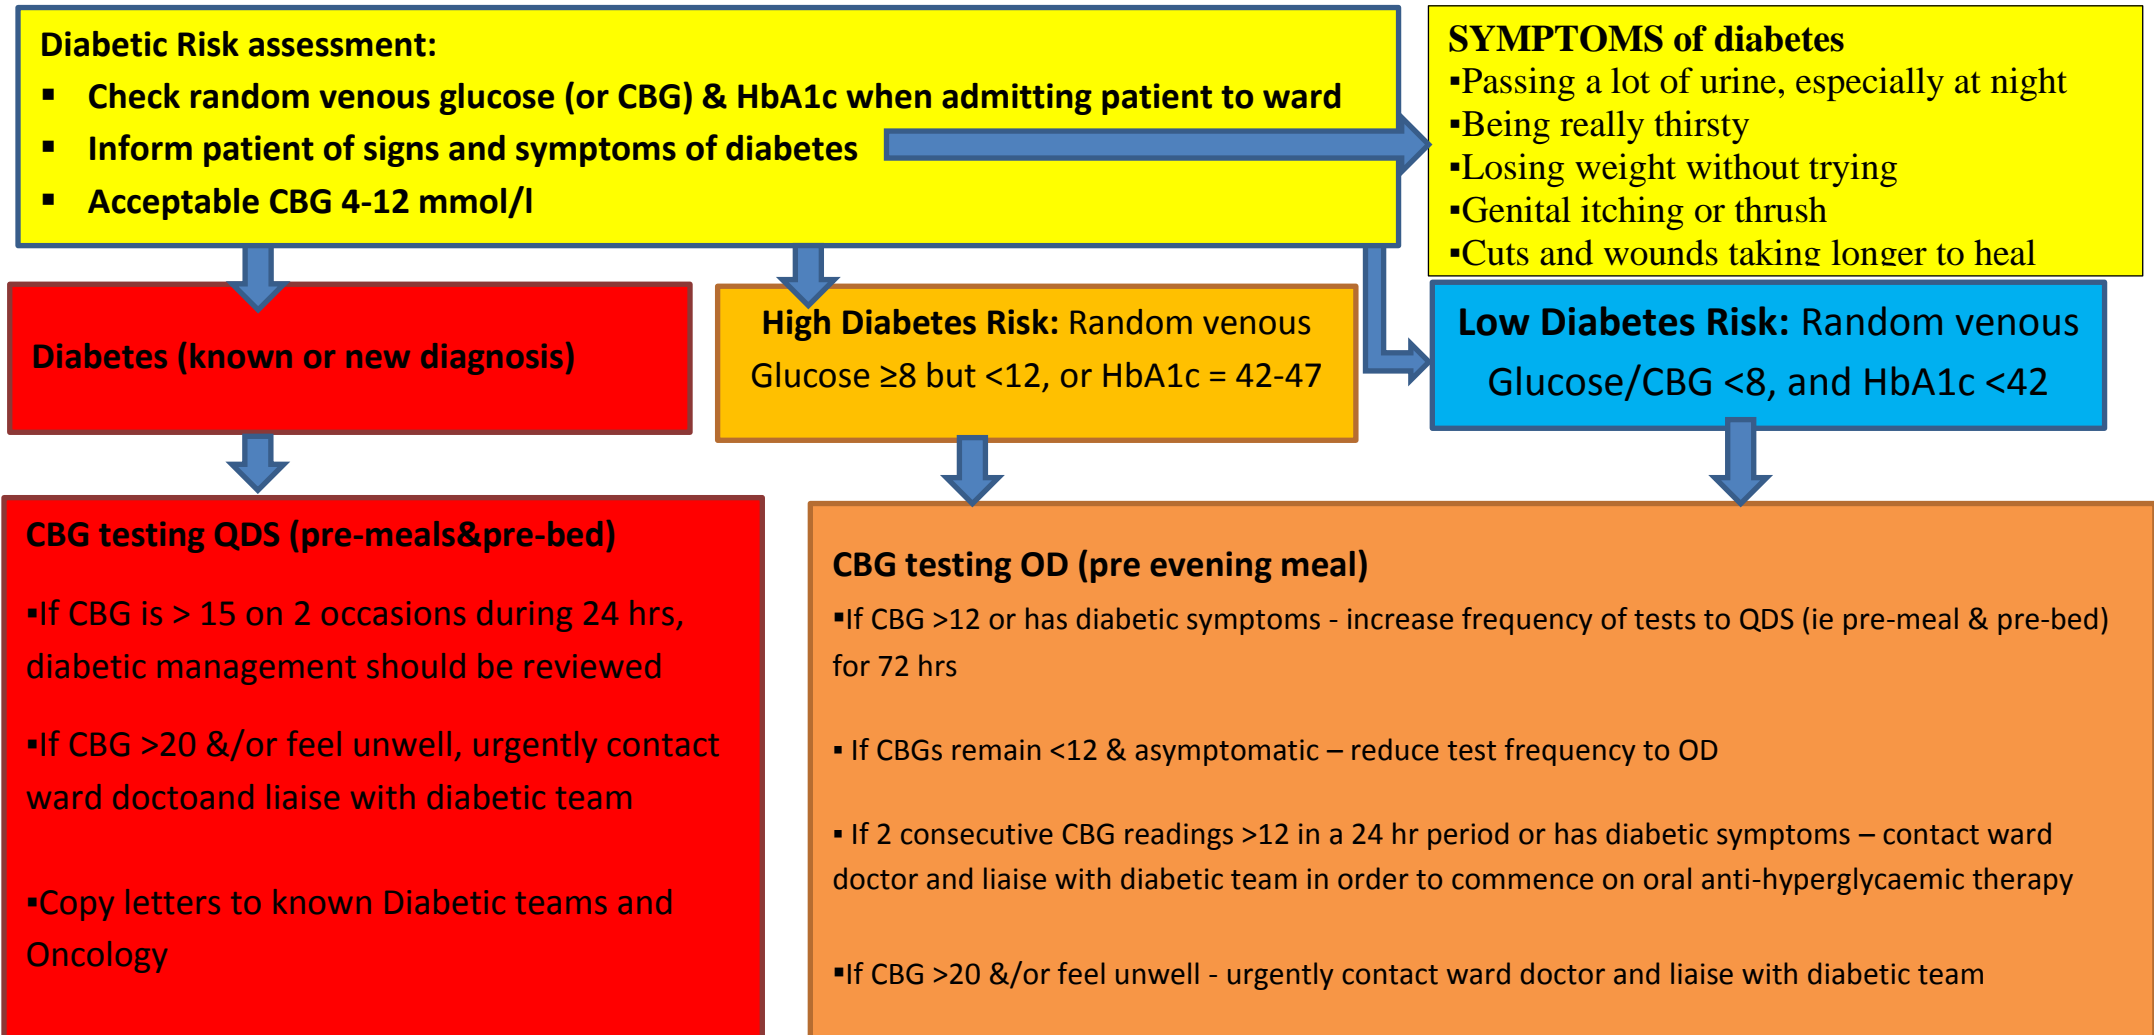 Diabetic Risk assessment:
▪ Check random venous glucose (or CBG) & HbA1c when admitting patient to ward
▪ Inform patient of signs and symptoms of diabetes
▪ Acceptable CBG 4-12 mmol/l
SYMPTOMS of diabetes
▪Passing a lot of urine, especially at night
▪Being really thirsty
▪Losing weight without trying
▪Genital itching or thrush
▪Cuts and wounds taking longer to heal
Diabetes (known or new diagnosis)
High Diabetes Risk: Random venous
Glucose ≥8 but <12, or HbA1c = 42-47
Low Diabetes Risk: Random venous
Glucose/CBG <8, and HbA1c <42
CBG testing QDS (pre-meals&pre-bed)
▪If CBG is > 15 on 2 occasions during 24 hrs,
diabetic management should be reviewed
▪If CBG >20 &/or feel unwell, urgently contact
ward doctoand liaise with diabetic team
▪Copy letters to known Diabetic teams and
Oncology
CBG testing OD (pre evening meal)
▪If CBG >12 or has diabetic symptoms - increase frequency of tests to QDS (ie pre-meal & pre-bed)
for 72 hrs
▪ If CBGs remain <12 & asymptomatic – reduce test frequency to OD
▪ If 2 consecutive CBG readings >12 in a 24 hr period or has diabetic symptoms – contact ward
doctor and liaise with diabetic team in order to commence on oral anti-hyperglycaemic therapy
▪If CBG >20 &/or feel unwell - urgently contact ward doctor and liaise with diabetic team